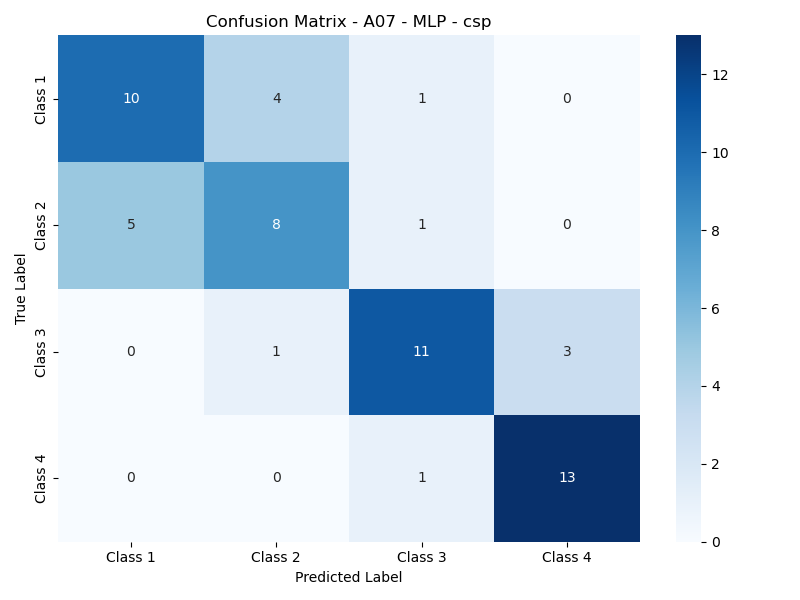 Confusion Matrix - A07 - MLP - csp
True Label
Class 1
10 4 1 0
Class 2
5 8 1 0
Class 3
0 1 11 3
Class 4
0 0 1 13
Class 1 Class 2 Class 3 Class 4
Predicted Label
12
10
8
6
4
2
0